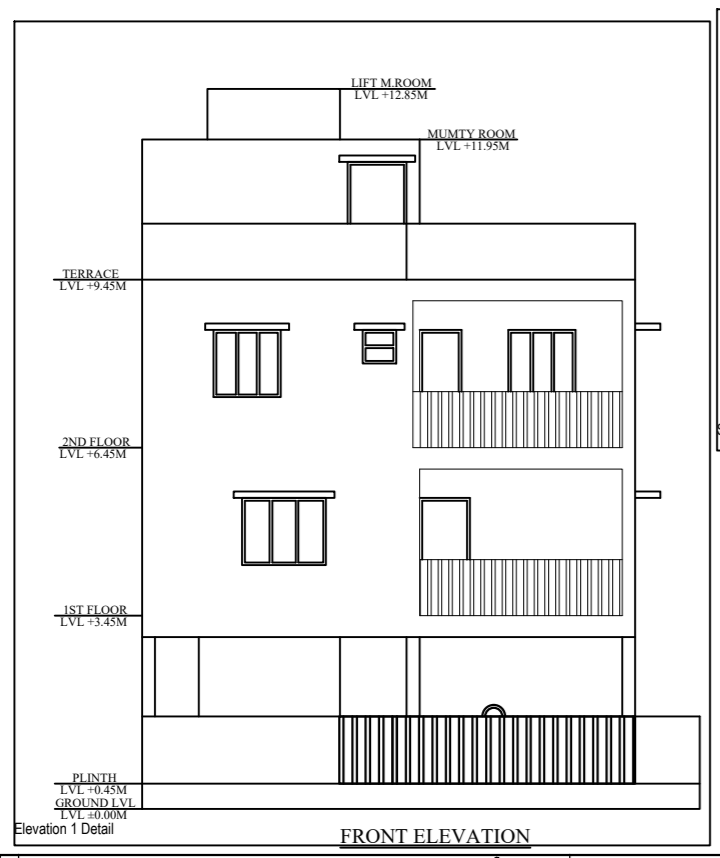 LIFT M.ROOM
LVL +12.85M
MUMTY ROOM
LVL +11.95M
TERRACE
LVL +9.45M
2ND FLOOR
LVL +6.45M
1ST FLOOR
LVL +3.45M
PLINTH
LVL +0.45M
GROUND LVL
LVL ±0.00M
Elevation 1 Detail
FRONT ELEVATION